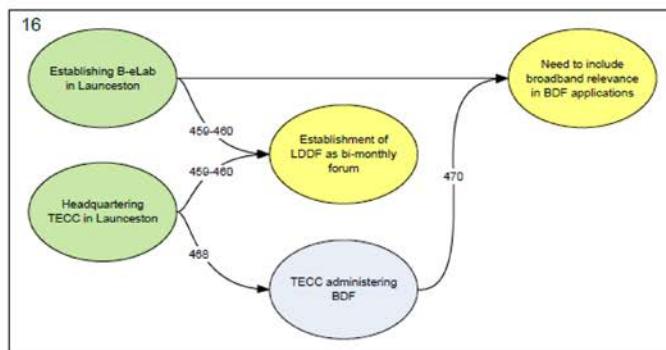 16
Establishing B-eLab
in Launceston
Need to include
broadband relevance
in BDF applications
459-460
Establishment of
LDDF as bi-monthly
forum
459-460
470
Headquartering
TECC in Launceston
468
TECC administering
BDF